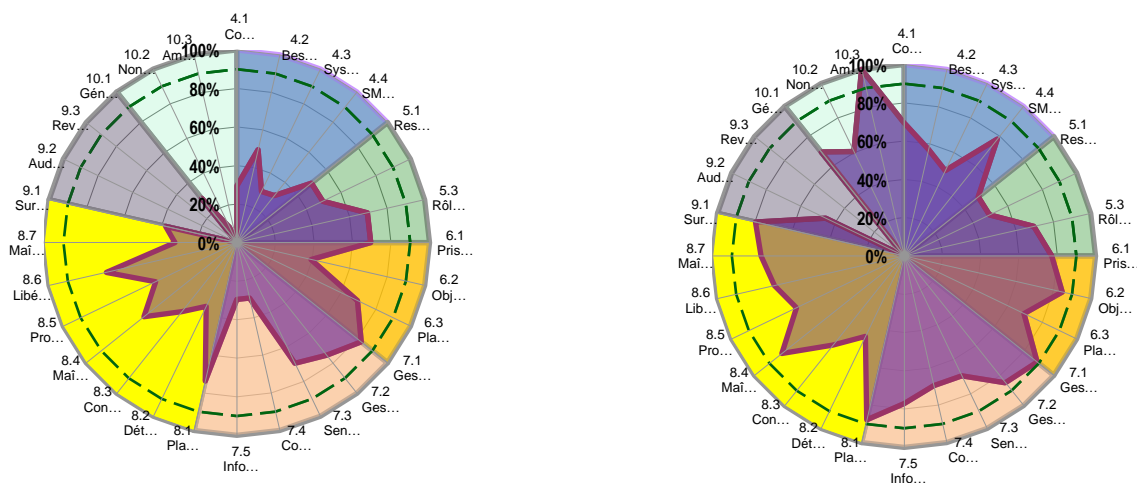 4.1
Co…
4.2
Bes…
4.3
Sys…
4.4
SM…
5.1
Res…
5.3
Rôl…
6.1
Pris…
6.2
Obj…
6.3
Pla…
7.1
Ges…
7.2
Ges…
7.3
Sen…
7.4
Co…
7.5
Info…
8.1
Pla…
8.2
Dét…
8.3
Con…
8.4
Maî…
8.5
Pro…
8.6
Libé…
8.7
Maî…
9.1
Sur…
9.2
Aud…
9.3
Rev…
10.1
Gén…
10.2
Non…
10.3
Am…
100%
80%
60%
40%
20%
0%
4.1
Co…
4.2
Bes…
4.3
Sys…
4.4
SM…
5.1
Res…
5.3
Rôl…
6.1
Pris…
6.2
Obj…
6.3
Pla…
7.1
Ges…
7.2
Ges…
7.3
Sen…
7.4
Co…
7.5
Info…
8.1
Pla…
8.2
Dét…
8.3
Con…
8.4
Maî…
8.5
Pro…
8.6
Lib…
8.7
Maî…
9.1
Sur…
9.2
Aud…
9.3
Rev…
10.1
Gé…
10.2
Non…
10.3
Am…
100%
80%
60%
40%
20%
0%